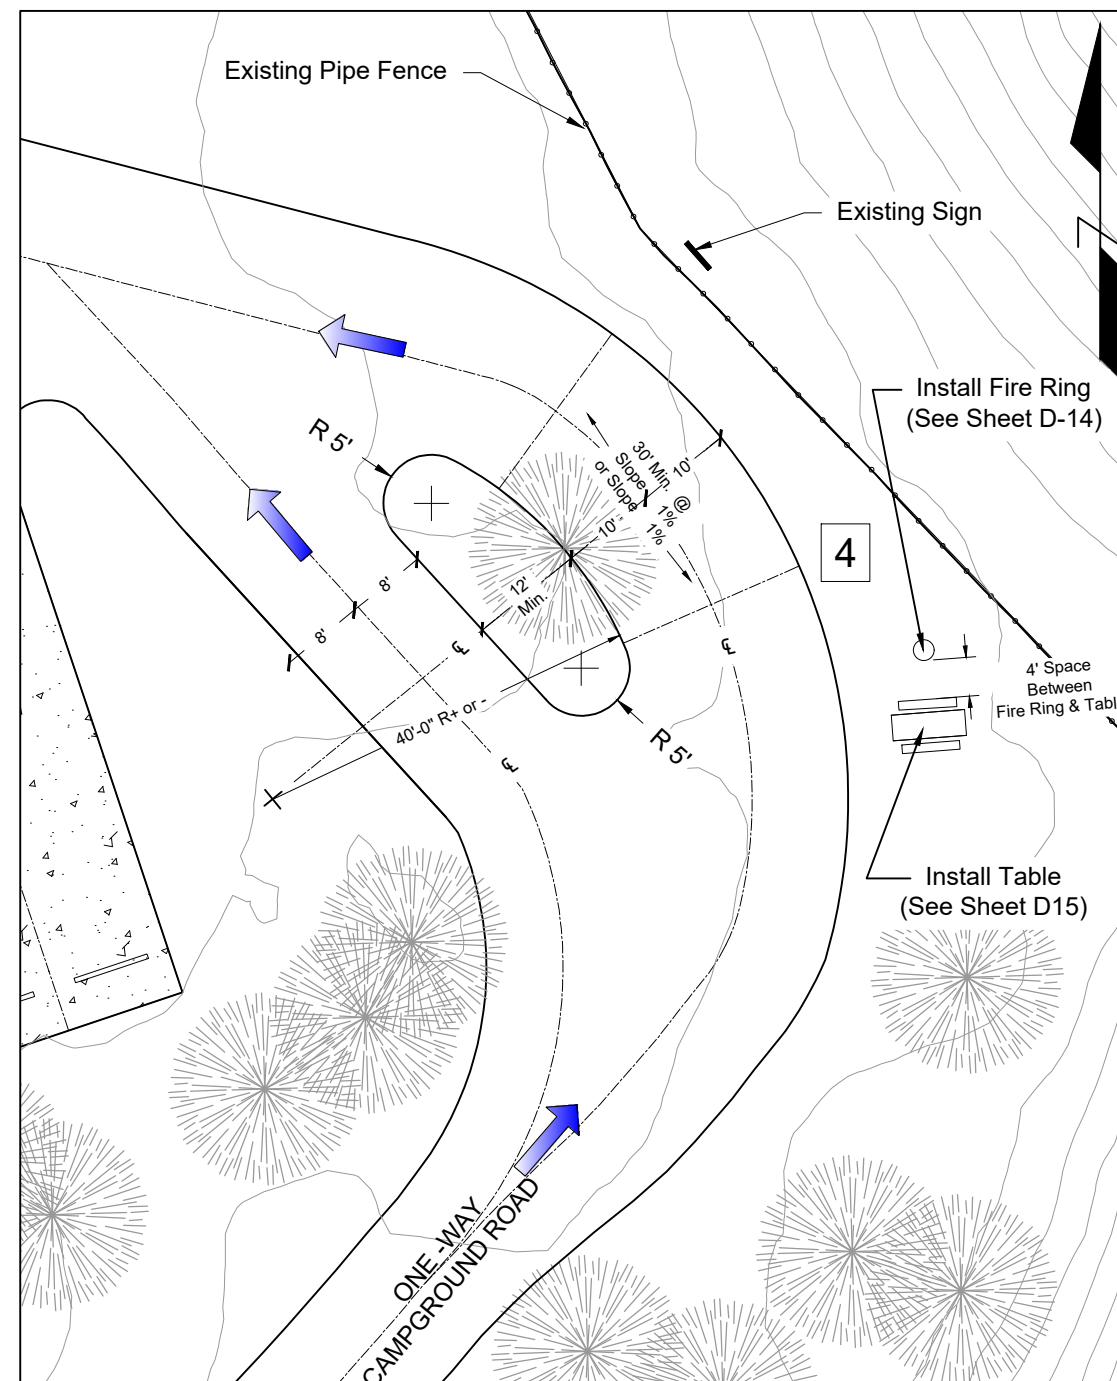 Existing Pipe Fence
Existing Sign
Install Fire Ring
(See Sheet D-14)
R 5'
30' Min. @
Slope 1%
or Slope 1%
10'
10'
4
8'
12'
Min.
8'
℄
℄
℄
40'-0" R+ or -
4' Space
Between
Fire Ring & Tabl
R 5'
Install Table
(See Sheet D15)
ONE -WAY
CAMPGROUND ROAD